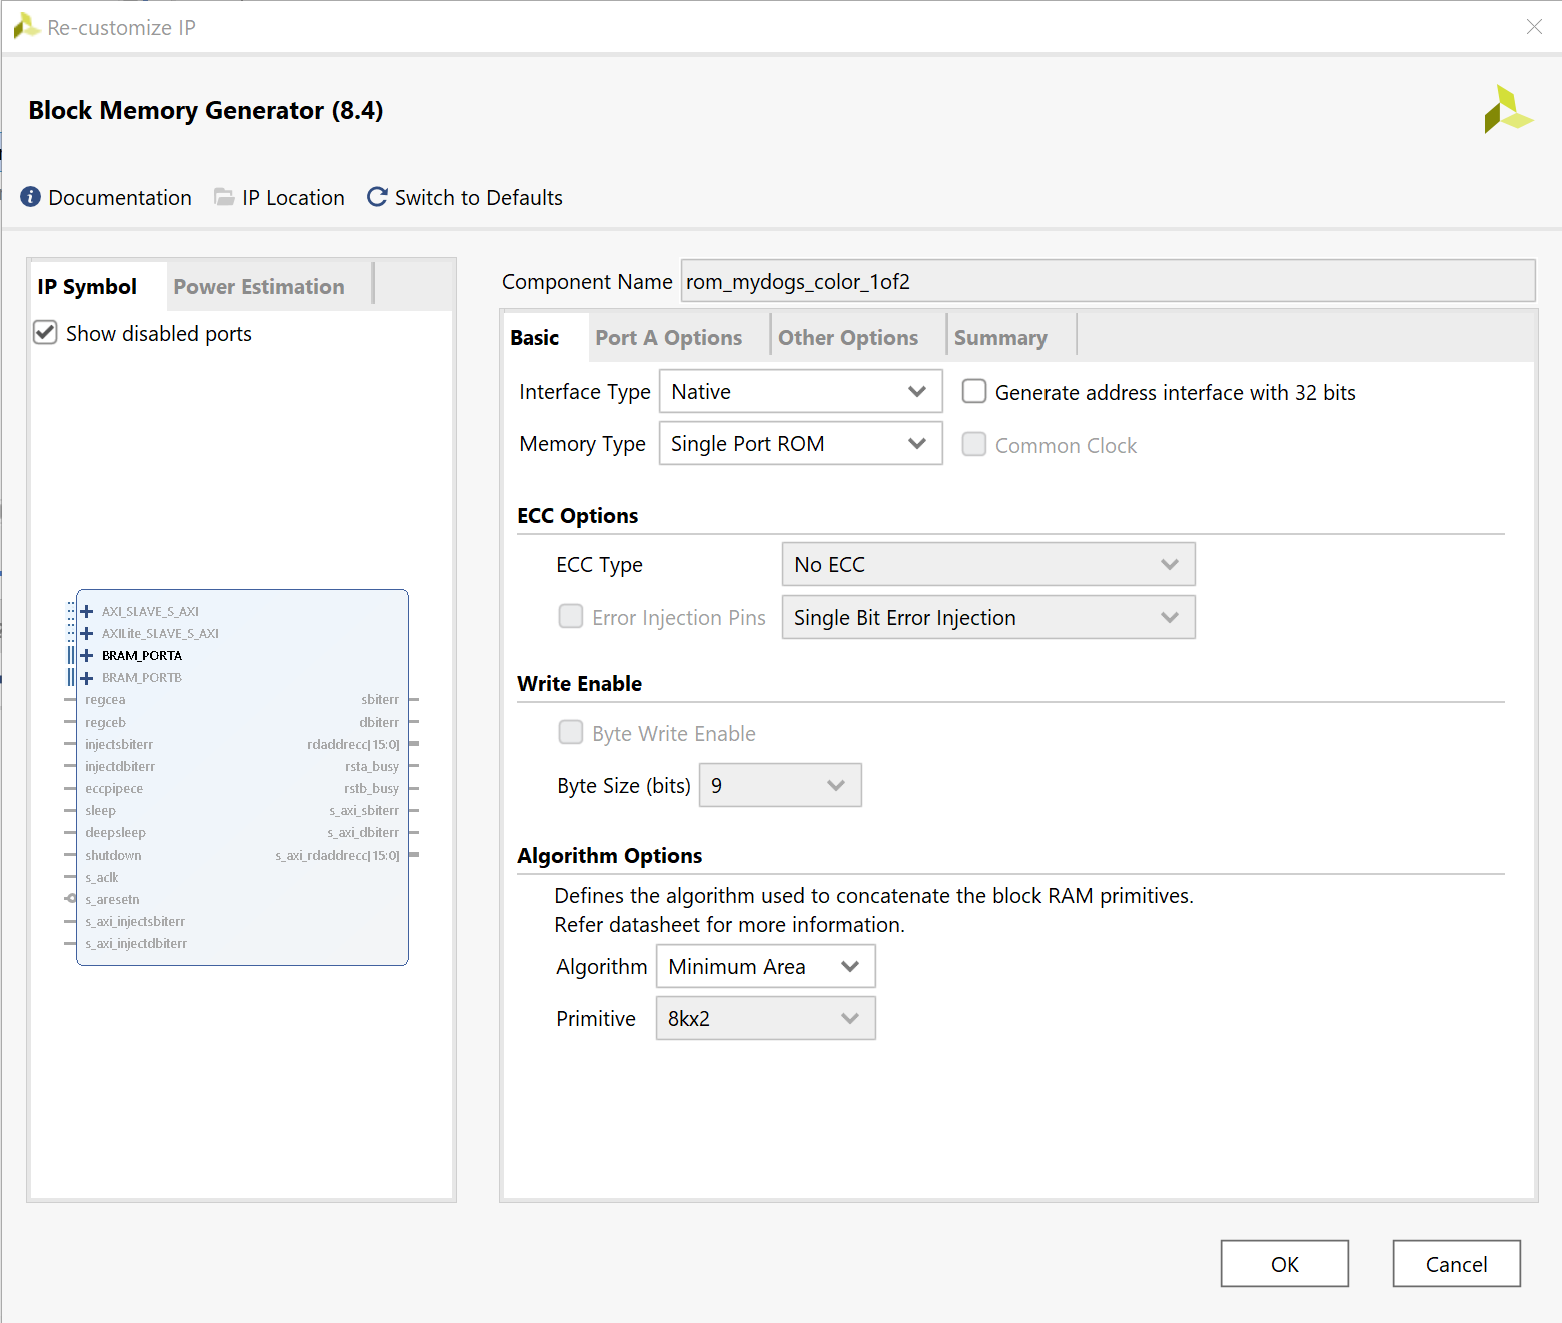 Re-customize IP
Block Memory Generator (8.4)
Documentation IP Location Switch to Defaults
IP Symbol Power Estimation
Show disabled ports
AXI_SLAVE_S_AXI
AXILite_SLAVE_S_AXI
BRAM_PORTA
BRAM_PORTB
regcea sbiterr
regceb dbiterr
injectsbiterr rdaddrecc[15:0]
injectdbiterr rsta_busy
eccpipece rstb_busy
sleep s_axi_sbiterr
deepsleep s_axi_dbiterr
shutdown s_axi_rdaddrecc[15:0]
s_aclk
s_aresetn
s_axi_injectsbiterr
s_axi_injectdbiterr
Component Name rom_mydogs_color_1of2
Basic Port A Options Other Options Summary
Interface Type Native Generate address interface with 32 bits
Memory Type Single Port ROM Common Clock
ECC Options
ECC Type No ECC
Error Injection Pins Single Bit Error Injection
Write Enable
Byte Write Enable
Byte Size (bits) 9
Algorithm Options
Defines the algorithm used to concatenate the block RAM primitives.
Refer datasheet for more information.
Algorithm Minimum Area
Primitive 8kx2
OK Cancel